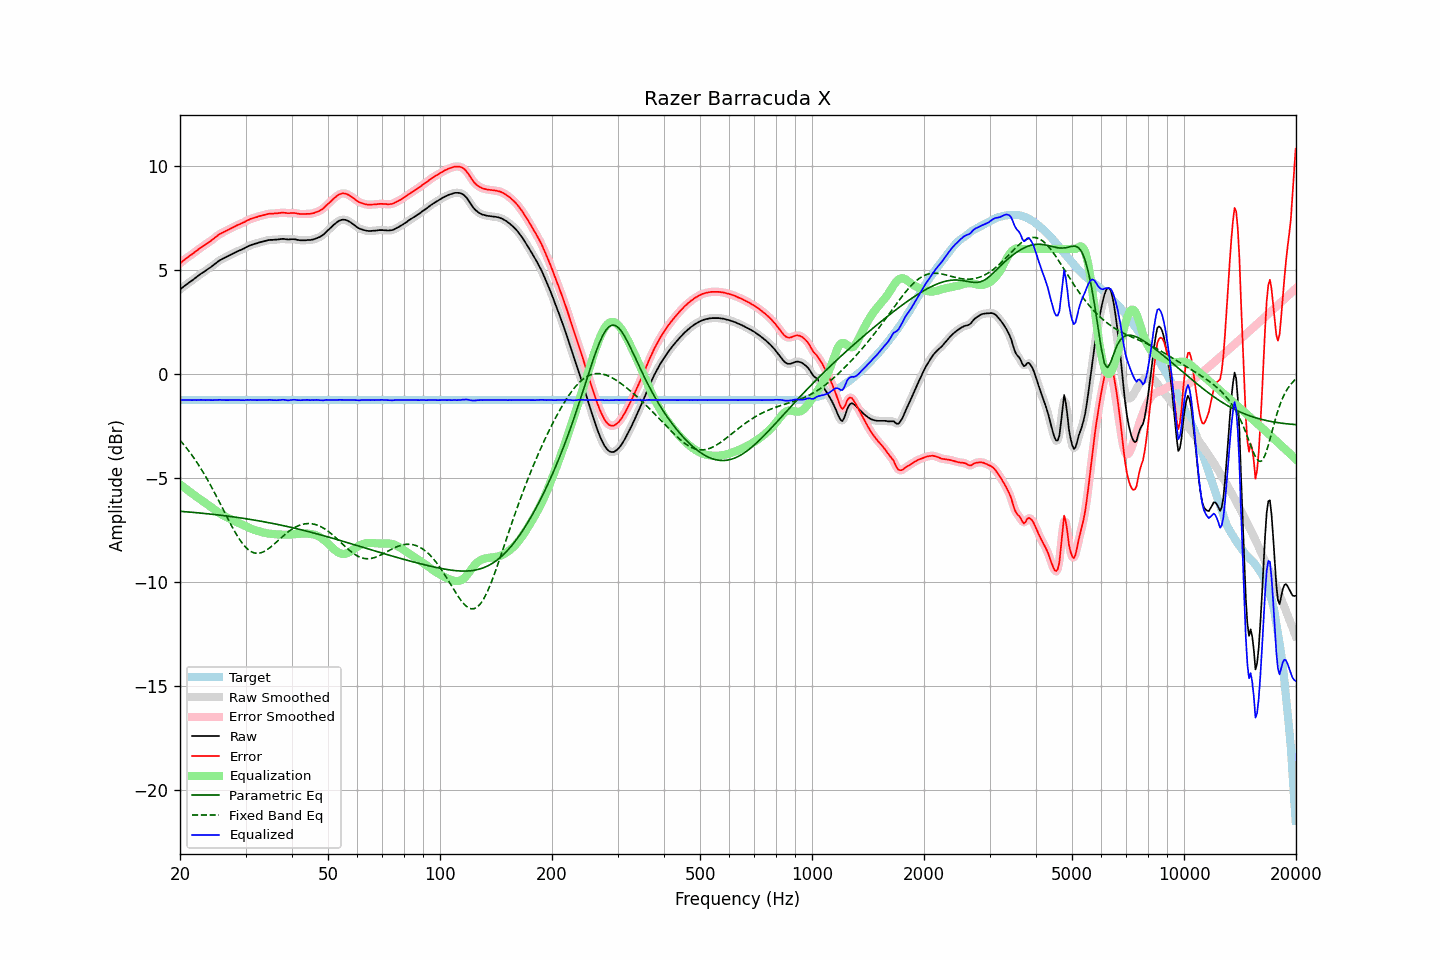 Razer Barracuda X
Amplitude (dBr)
10
5
0
−5
−10
−15
−20
Target
Raw Smoothed
Error Smoothed
Raw
Error
Equalization
Parametric Eq
Fixed Band Eq
Equalized
20 50 100 200 500 1000 2000 5000 10000 20000
Frequency (Hz)